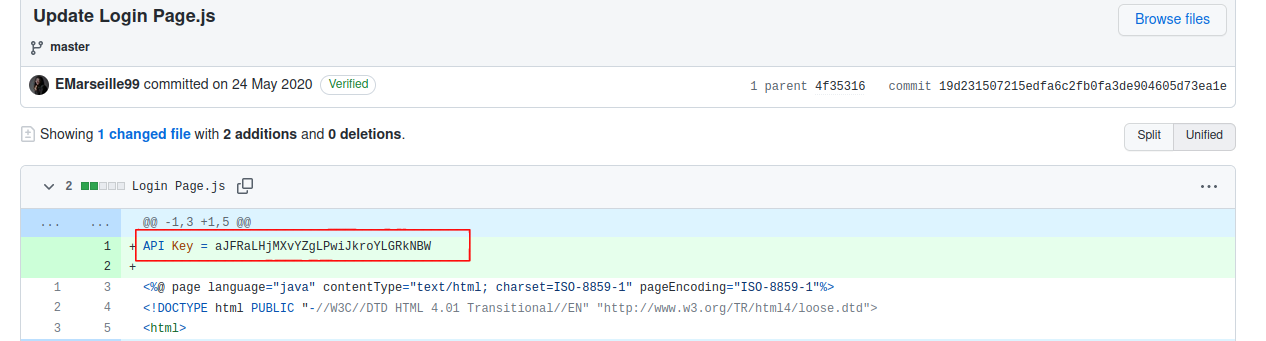 Update Login Page.js
Browse files
master
EMarseille99 committed on 24 May 2020 Verified
1 parent 4f35316 commit 19d231507215edfa6c2fb0fa3de904605d73ea1e
Showing 1 changed file with 2 additions and 0 deletions.
Split Unified
2 Login Page.js
... ... @@ -1,3 +1,5 @@
1 + API Key = aJFRaLHjMXvYZgLPwiJkroYLGRkNBW
2 +
1 3 <%@ page language="java" contentType="text/html; charset=ISO-8859-1" pageEncoding="ISO-8859-1"%>
2 4 <!DOCTYPE html PUBLIC "-//W3C//DTD HTML 4.01 Transitional//EN" "http://www.w3.org/TR/html4/loose.dtd">
3 5 <html>